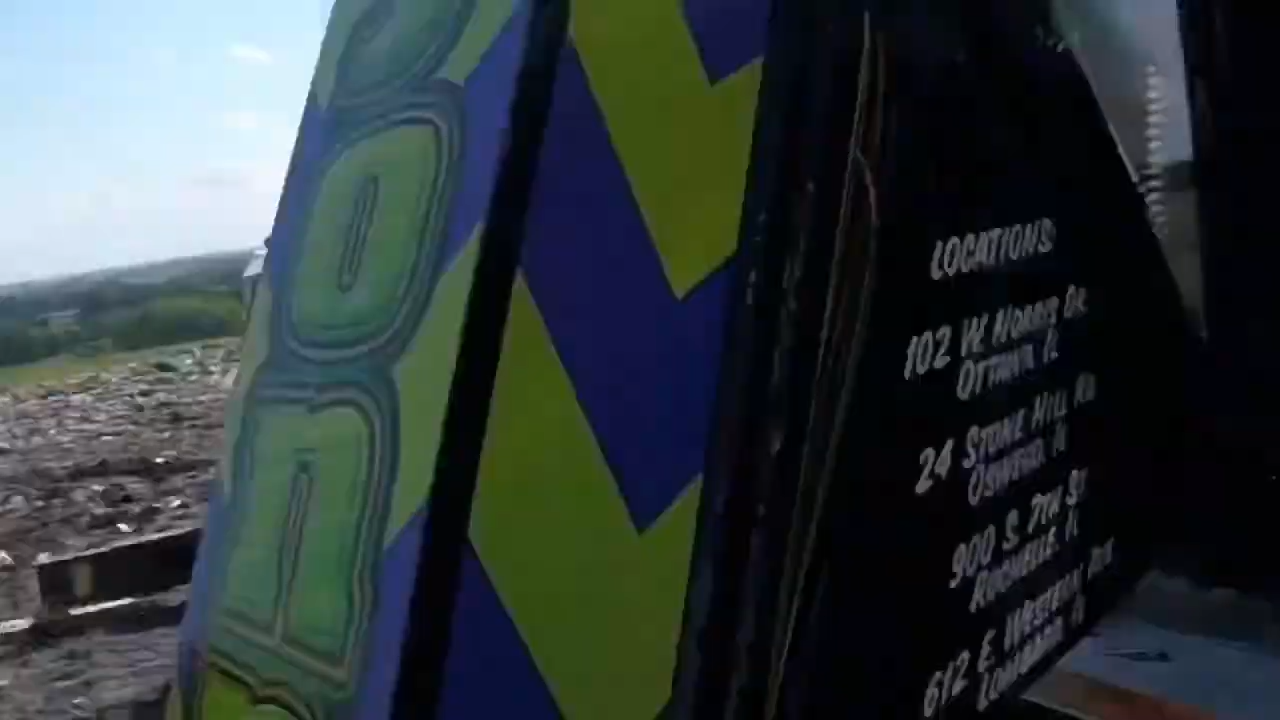 LOCATIONS
102 W. NORRIS DR
OTTAWA, IL
24 STONE HILL RD
OSWEGO, IL
900 S. 7TH ST
ROCHELLE, IL
612 E. WESTERN AVE
LOMBARD, IL